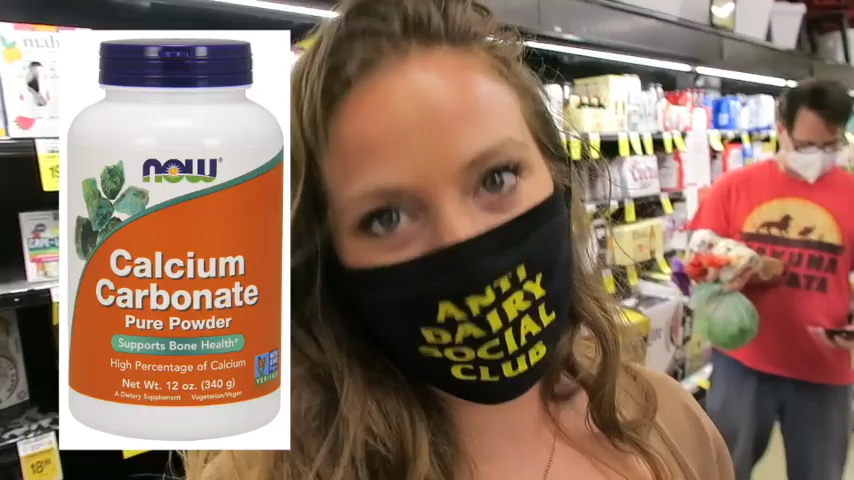 NOW®
Calcium
Carbonate
Pure Powder
Supports Bone Health*
High Percentage of Calcium
Net Wt. 12 oz. (340 g)
A Dietary Supplement Vegetarian/Vegan
ANTI
DAIRY
SOCIAL
CLUB